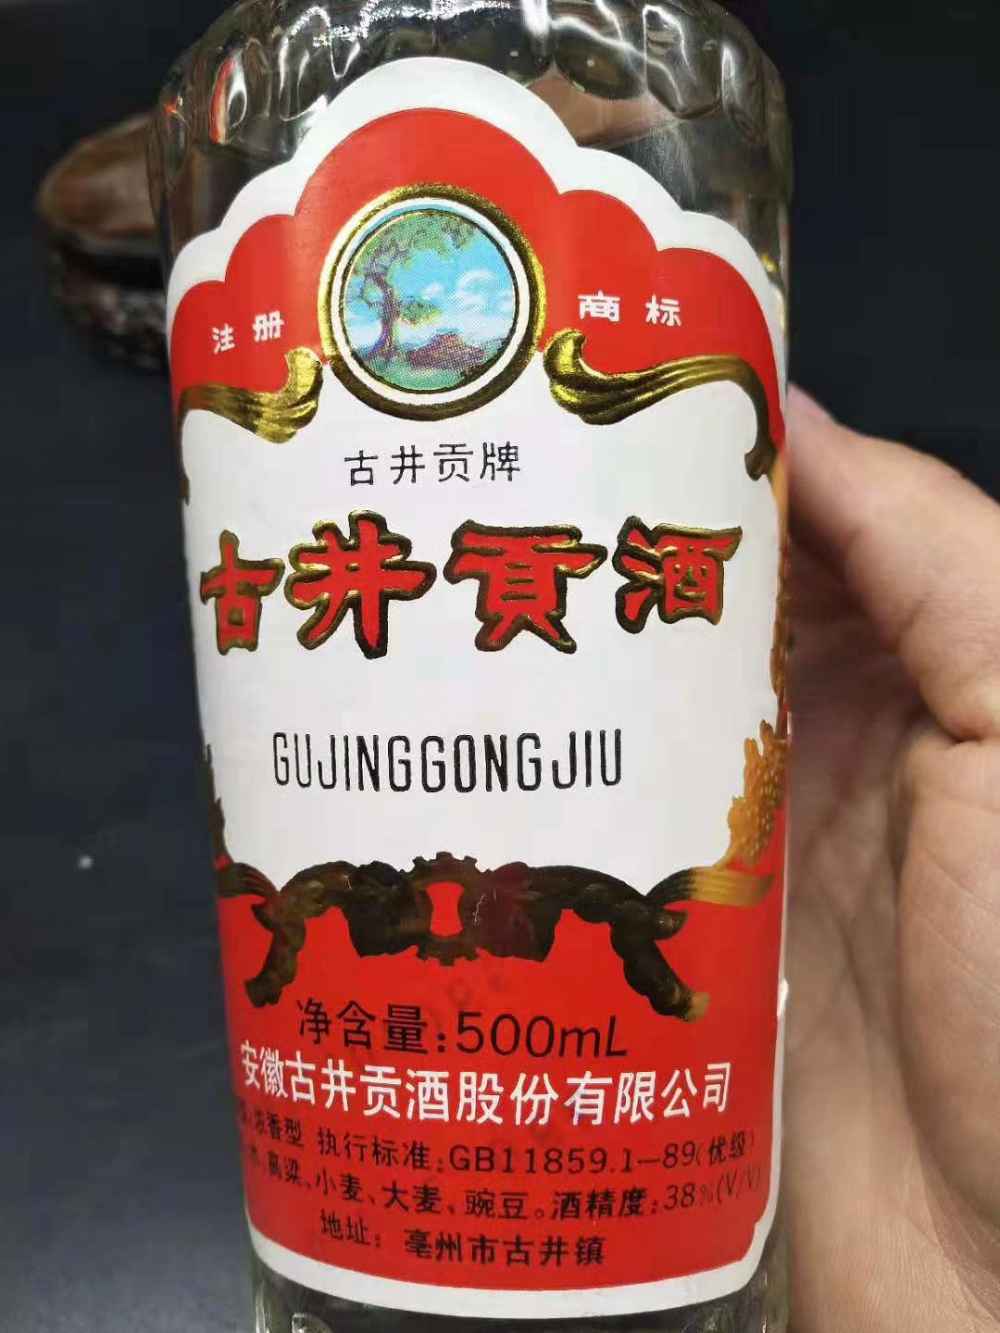 注册 商标
古井贡牌
古井贡酒
GUJINGGONGJIU
净含量:500mL
安徽古井贡酒股份有限公司
浓香型 执行标准:GB11859.1—89(优级)
水、高粱、小麦、大麦、豌豆。酒精度:38%(V/V)
地址: 亳州市古井镇